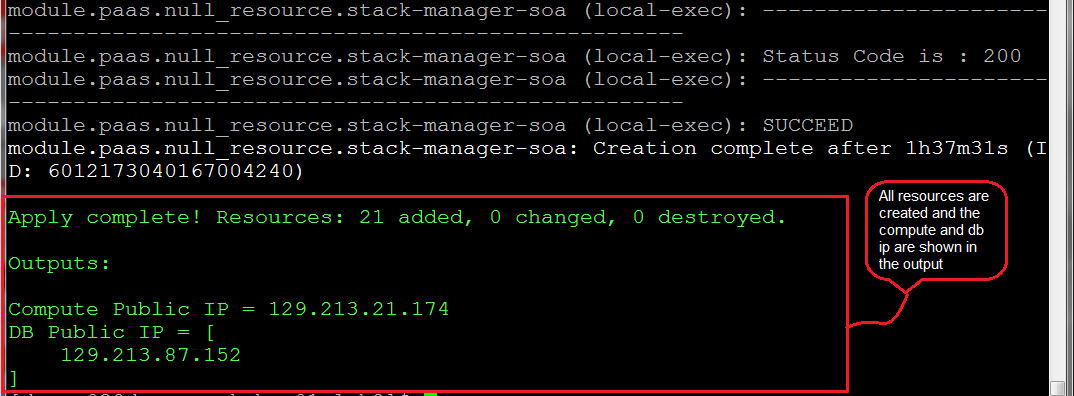 module.paas.null_resource.stack-manager-soa (local-exec): ----------------------
----------------------------------------------------
module.paas.null_resource.stack-manager-soa (local-exec): Status Code is : 200
module.paas.null_resource.stack-manager-soa (local-exec): ----------------------
----------------------------------------------------
module.paas.null_resource.stack-manager-soa (local-exec): SUCCEED
module.paas.null_resource.stack-manager-soa: Creation complete after 1h37m31s (I
D: 6012173040167004240)
Apply complete! Resources: 21 added, 0 changed, 0 destroyed.
Outputs:
Compute Public IP = 129.213.21.174
DB Public IP = [
    129.213.87.152
]
All resources are
created and the
compute and db
ip are shown in
the output